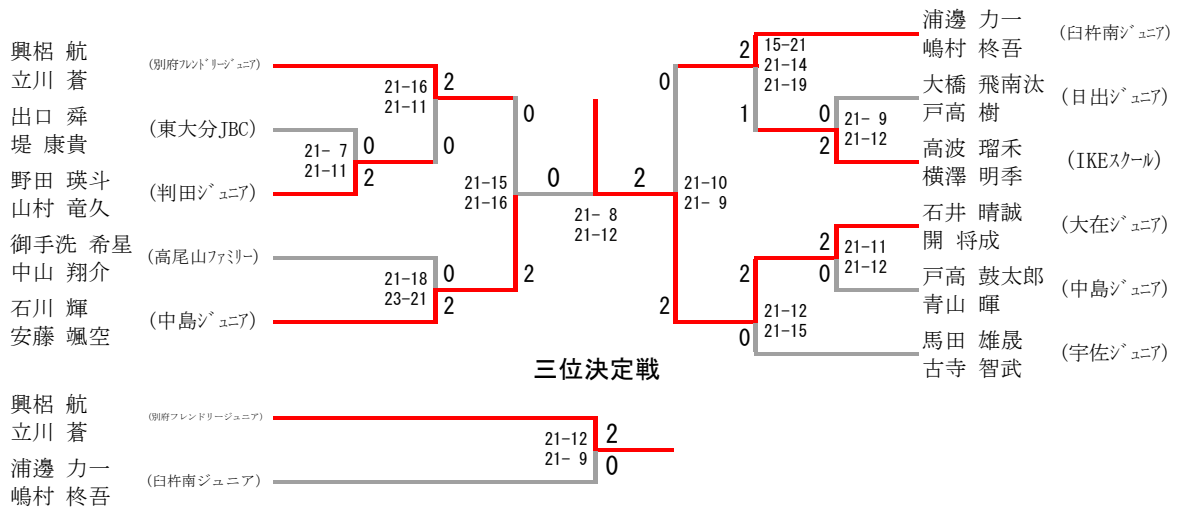 興梠 航
立川 蒼
(別府フレンドリージュニア)
出口 舜
堤 康貴
(東大分JBC)
野田 瑛斗
山村 竜久
(判田ジュニア)
御手洗 希星
中山 翔介
(高尾山ファミリー)
石川 輝
安藤 颯空
(中島ジュニア)
21-16
21-11
2
0
21- 7
21-11
0
2
21-18
23-21
0
2
21-15
21-16
0
2
0
2
21- 8
21-12
浦邊 力一
嶋村 柊吾
(臼杵南ジュニア)
大橋 飛南汰
戸高 樹
(日出ジュニア)
高波 瑠禾
横澤 明季
(IKEスクール)
石井 晴誠
開 将成
(大在ジュニア)
戸高 鼓太郎
青山 暉
(中島ジュニア)
馬田 雄晟
古寺 智武
(宇佐ジュニア)
2
15-21
21-14
21-19
1
0
21- 9
21-12
2
0
21-10
21- 9
2
2
21-11
21-12
0
2
21-12
21-15
0
三位決定戦
興梠 航
立川 蒼
(別府フレンドリージュニア)
浦邊 力一
嶋村 柊吾
(臼杵南ジュニア)
21-12
21- 9
2
0